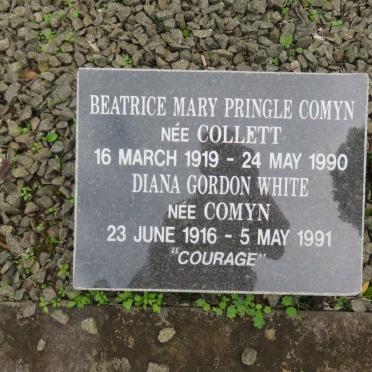 BEATRICE MARY PRINGLE COMYN
NÉE COLLETT
16 MARCH 1919 - 24 MAY 1990
DIANA GORDON WHITE
NEE COMYN
23 JUNE 1916 - 5 MAY 1991
"COURAGE"